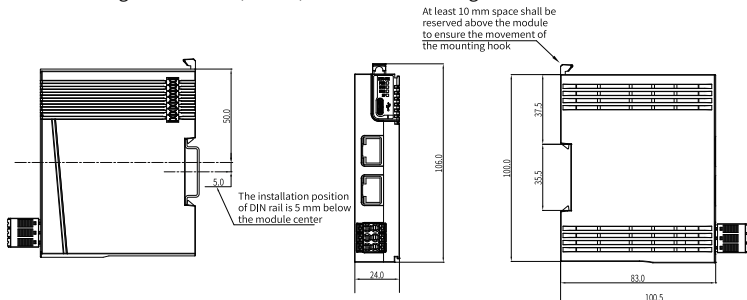 At least 10 mm space shall be
reserved above the module
to ensure the movement of
the mounting hook
50.0
5.0
The installation position
of DIN rail is 5 mm below
the module center
106.0
24.0
37.5
100.0
35.5
83.0
100.5